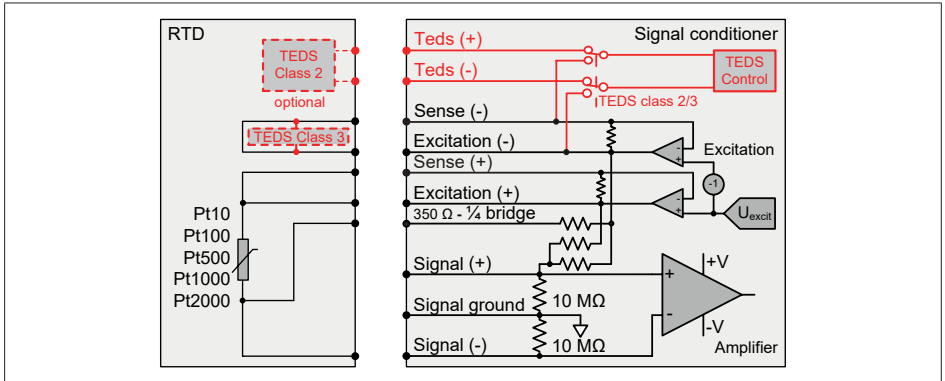 RTD
Signal conditioner
TEDS
Class 2
optional
TEDS Class 3
Pt10
Pt100
Pt500
Pt1000
Pt2000
Teds (+)
Teds (-)
TEDS
Control
TEDS class 2/3
Sense (-)
Excitation (-)
Excitation
Sense (+)
Excitation (+)
350 Ω - ¼ bridge
-
+
-1
-
+
Uexcit
Signal (+)
Signal ground
Signal (-)
10 MΩ
10 MΩ
+
-
+V
-V
Amplifier